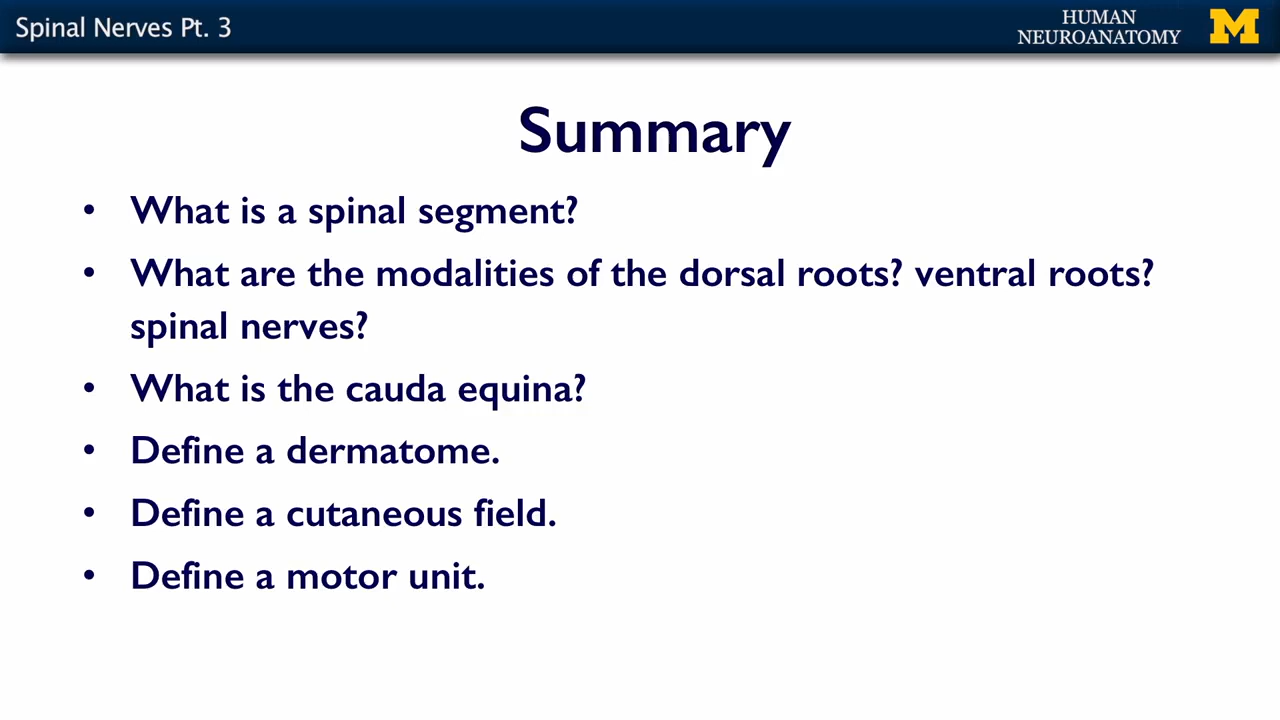 Spinal Nerves Pt. 3
HUMAN
NEUROANATOMY
M
Summary
• What is a spinal segment?
• What are the modalities of the dorsal roots? ventral roots?
spinal nerves?
• What is the cauda equina?
• Define a dermatome.
• Define a cutaneous field.
• Define a motor unit.